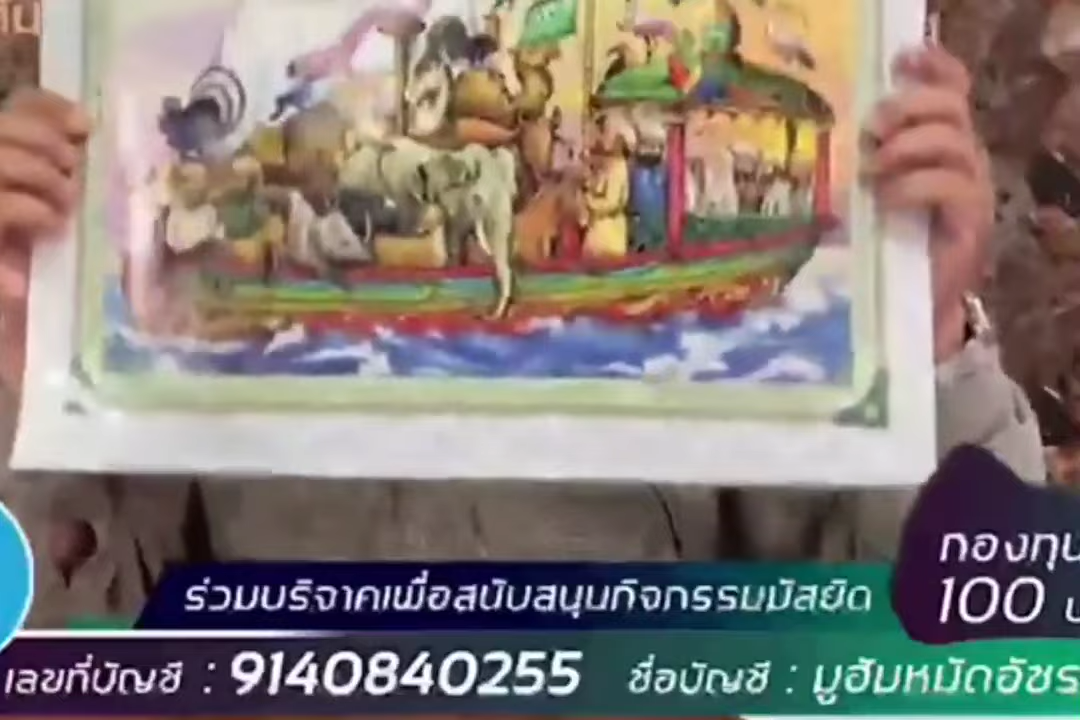 กองทุน
100
ร่วมบริจาคเพื่อสนับสนุนกิจกรรมมัสยิด
เลขที่บัญชี : 9140840255 ชื่อบัญชี : มูฮัมหมัดอัซร